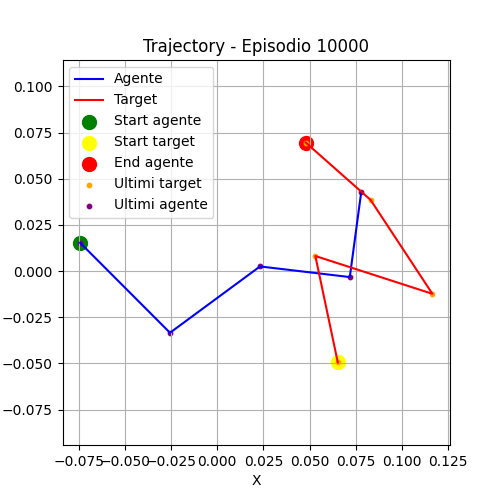 Trajectory - Episodio 10000
Agente
Target
Start agente
Start target
End agente
Ultimi target
Ultimi agente
0.100
0.075
0.050
0.025
0.000
−0.025
−0.050
−0.075
−0.075 −0.050 −0.025 0.000 0.025 0.050 0.075 0.100 0.125
X